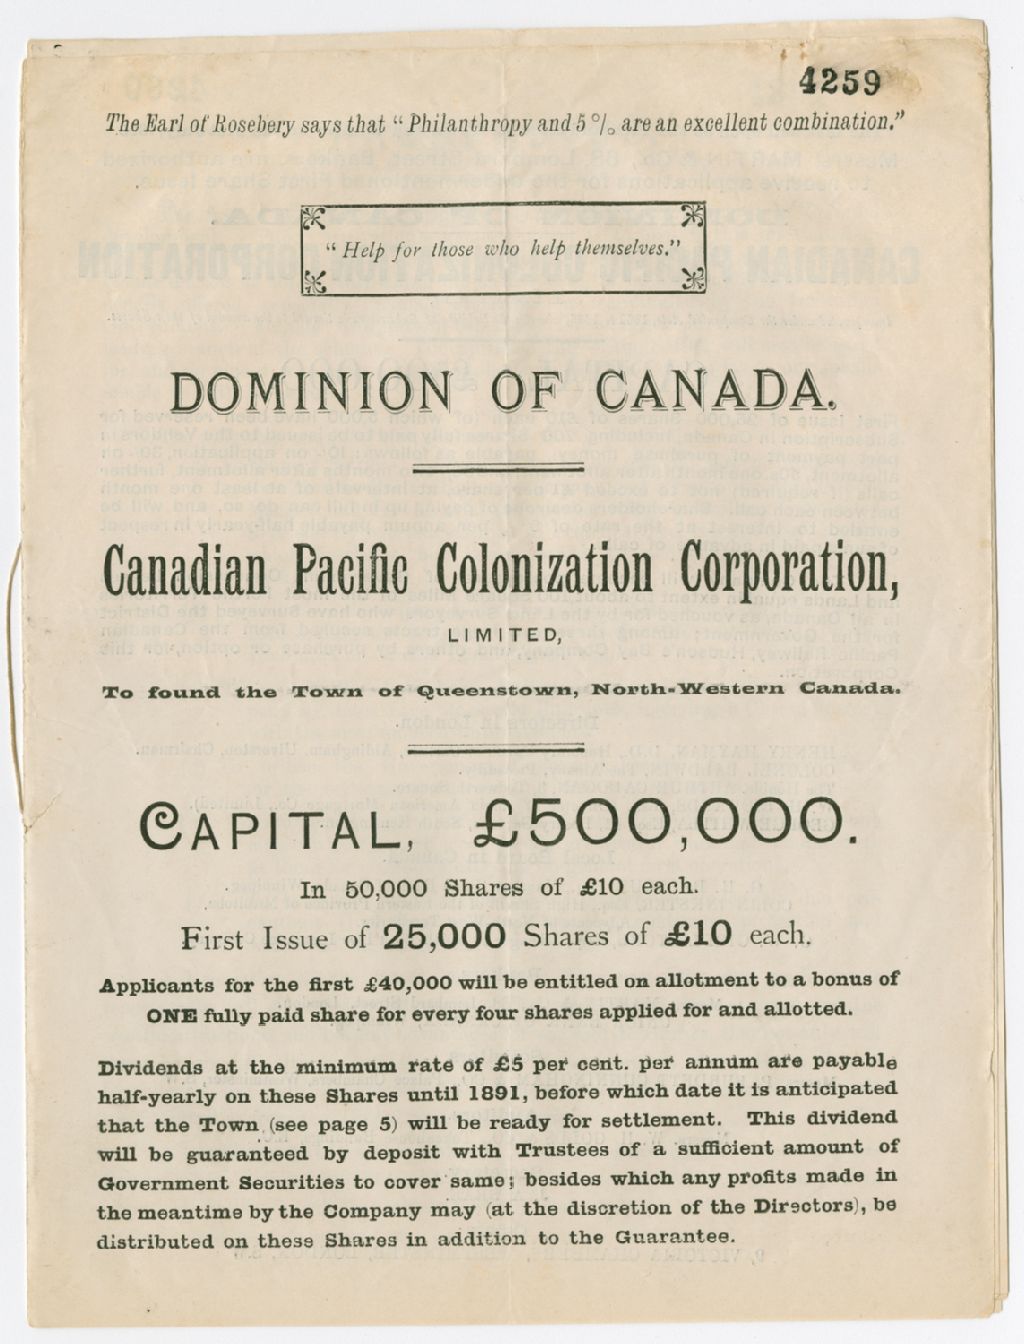 4259
The Earl of Rosebery says that "Philanthropy and 5 % are an excellent combination."
"Help for those who help themselves."
DOMINION OF CANADA.
Canadian Pacific Colonization Corporation,
LIMITED,
To found the Town of Queenstown, North-Western Canada.
CAPITAL, £500,000.
In 50,000 Shares of £10 each.
First Issue of 25,000 Shares of £10 each.
Applicants for the first £40,000 will be entitled on allotment to a bonus of
ONE fully paid share for every four shares applied for and allotted.
Dividends at the minimum rate of £5 per cent. per annum are payable
half-yearly on these Shares until 1891, before which date it is anticipated
that the Town (see page 5) will be ready for settlement. This dividend
will be guaranteed by deposit with Trustees of a sufficient amount of
Government Securities to cover same; besides which any profits made in
the meantime by the Company may (at the discretion of the Directors), be
distributed on these Shares in addition to the Guarantee.